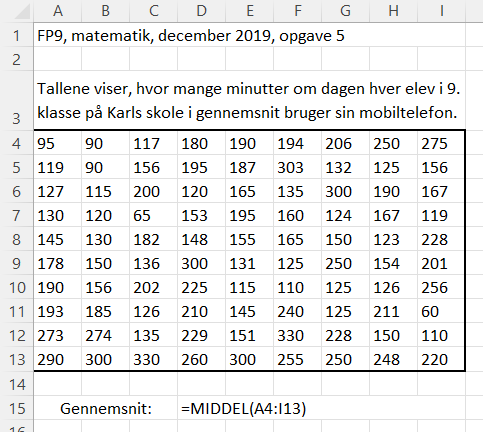 A B C D E F G H I
1 FP9, matematik, december 2019, opgave 5
2
Tallene viser, hvor mange minutter om dagen hver elev i 9.
3 klasse på Karls skole i gennemsnit bruger sin mobiltelefon.
4 95 90 117 180 190 194 206 250 275
5 119 90 156 195 187 303 132 125 156
6 127 115 200 120 165 135 300 190 167
7 130 120 65 153 195 160 124 167 119
8 145 130 182 148 155 165 150 123 228
9 178 150 136 300 131 125 250 154 201
10 190 156 202 225 115 110 125 126 256
11 193 185 126 210 145 240 125 211 60
12 273 274 135 229 151 330 228 150 110
13 290 300 330 260 300 255 250 248 220
14
15 Gennemsnit: =MIDDEL(A4:I13)
16